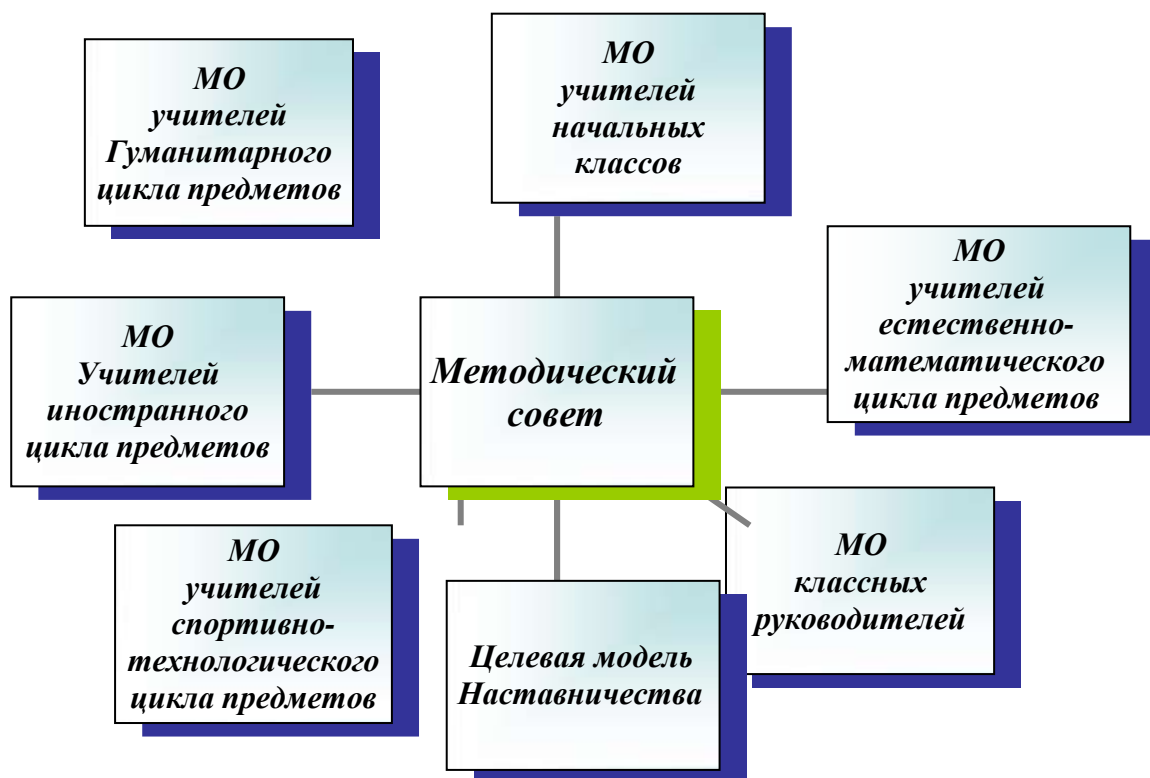 МО
учителей
Гуманитарного
цикла предметов
МО
учителей
начальных
классов
МО
учителей
естественно-
математического
цикла предметов
МО
Учителей
иностранного
цикла предметов
Методический
совет
МО
учителей
спортивно-
технологического
цикла предметов
Целевая модель
Наставничества
МО
классных
руководителей